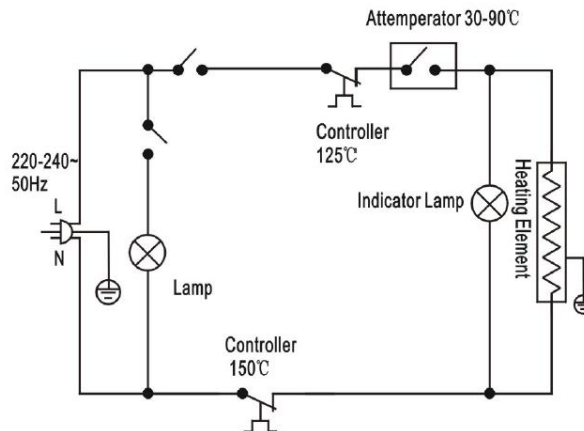 Attemperator 30-90℃
Controller
125℃
220-240~
50Hz
L
N
Indicator Lamp
Heating Element
Lamp
Controller
150℃